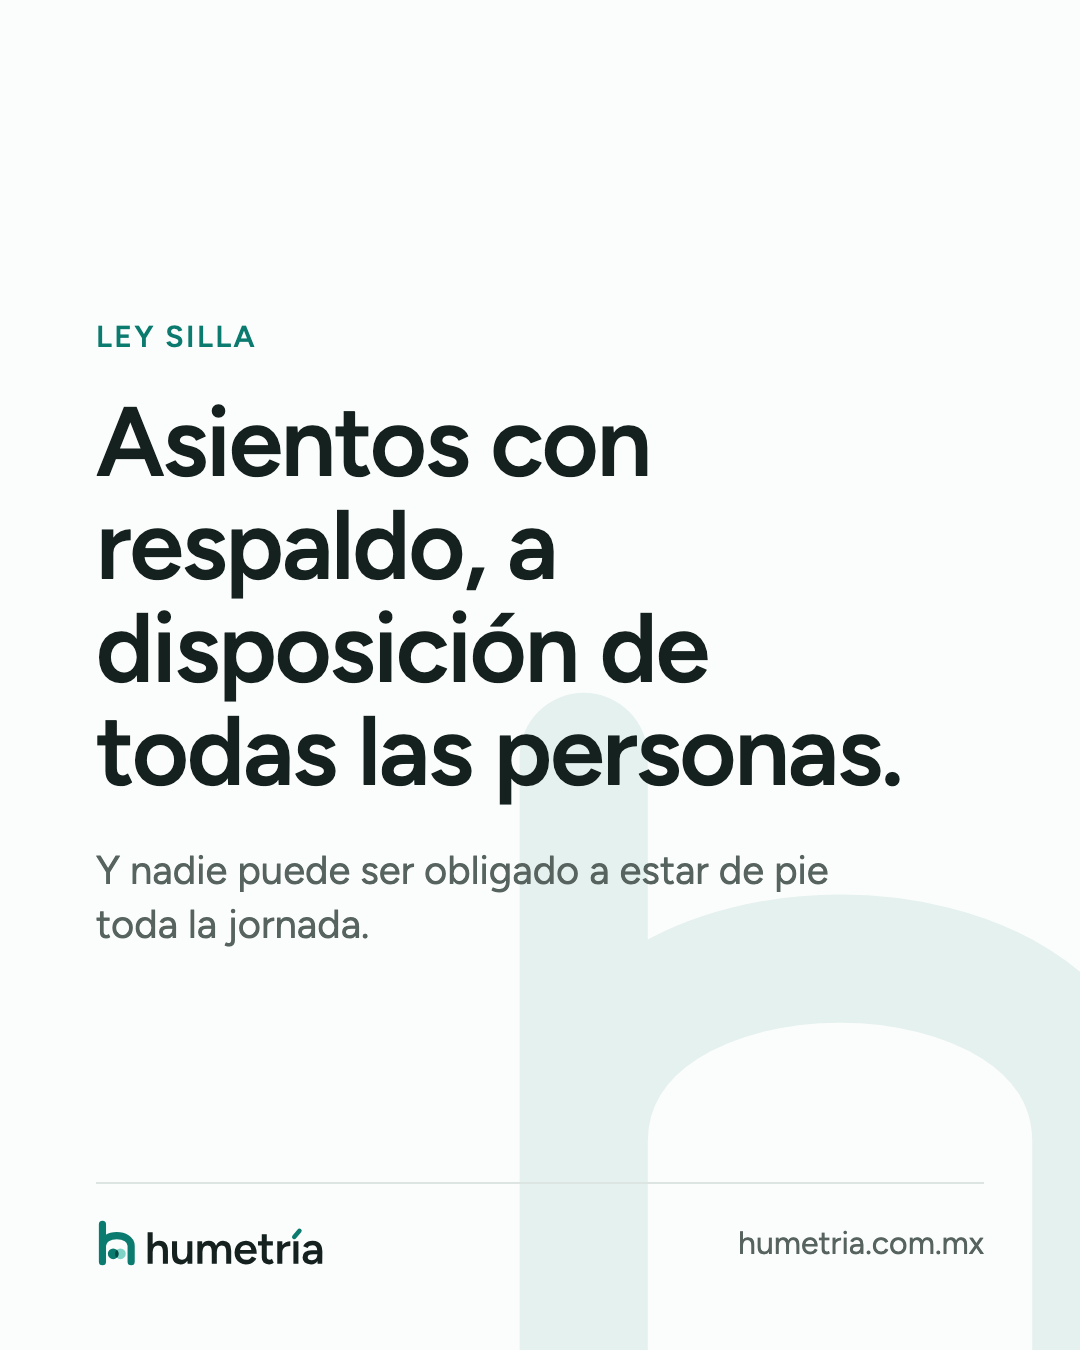 LEY SILLA
Asientos con
respaldo, a
disposición de
todas las personas.
Y nadie puede ser obligado a estar de pie
toda la jornada.
humetría
humetria.com.mx